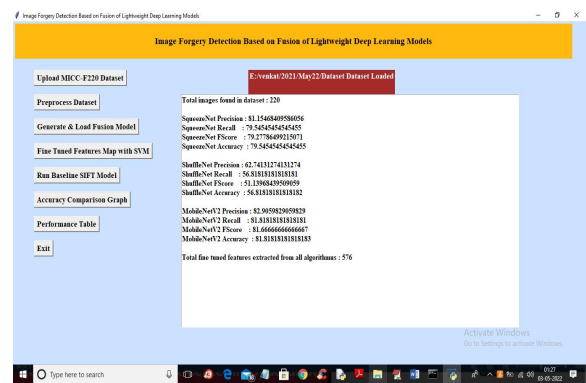 Image Forgery Detection Based on Fusion of Lightweight Deep Learning Models
Image Forgery Detection Based on Fusion of Lightweight Deep Learning Models
Upload MICC-F220 Dataset
E:/venkat/2021/May22/Dataset Dataset Loaded
Preprocess Dataset
Generate & Load Fusion Model
Fine Tuned Features Map with SVM
Run Baseline SIFT Model
Accuracy Comparison Graph
Performance Table
Exit
Total images found in dataset : 220
SqueezeNet Precision : 81.15468409586056
SqueezeNet Recall : 79.54545454545455
SqueezeNet FScore : 79.27786499215071
SqueezeNet Accuracy : 79.54545454545455
ShuffleNet Precision : 62.74131274131274
ShuffleNet Recall : 56.81818181818181
ShuffleNet FScore : 51.13968439509059
ShuffleNet Accuracy : 56.81818181818182
MobileNetV2 Precision : 82.9059829059829
MobileNetV2 Recall : 81.81818181818181
MobileNetV2 FScore : 81.66666666666667
MobileNetV2 Accuracy : 81.81818181818183
Total fine tuned features extracted from all algorithms : 576
Activate Windows
Go to Settings to activate Windows.
Type here to search
01:27
03-05-2022